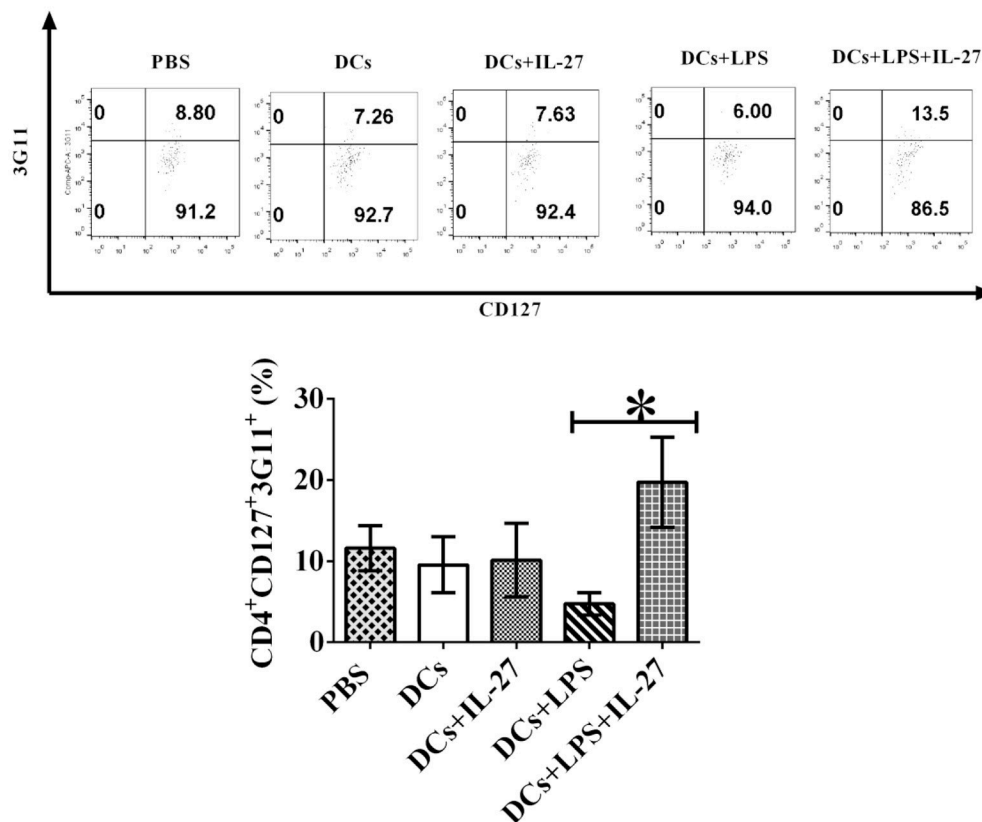 PBS
DCs
DCs+IL-27
DCs+LPS
DCs+LPS+IL-27
3G11
0 8.80
0 91.2
0 7.26
0 92.7
0 7.63
0 92.4
0 6.00
0 94.0
0 13.5
0 86.5
CD127
CD4⁺CD127⁺3G11⁺ (%)
30
20
10
0
*
PBS
DCs
DCs+IL-27
DCs+LPS
DCs+LPS+IL-27